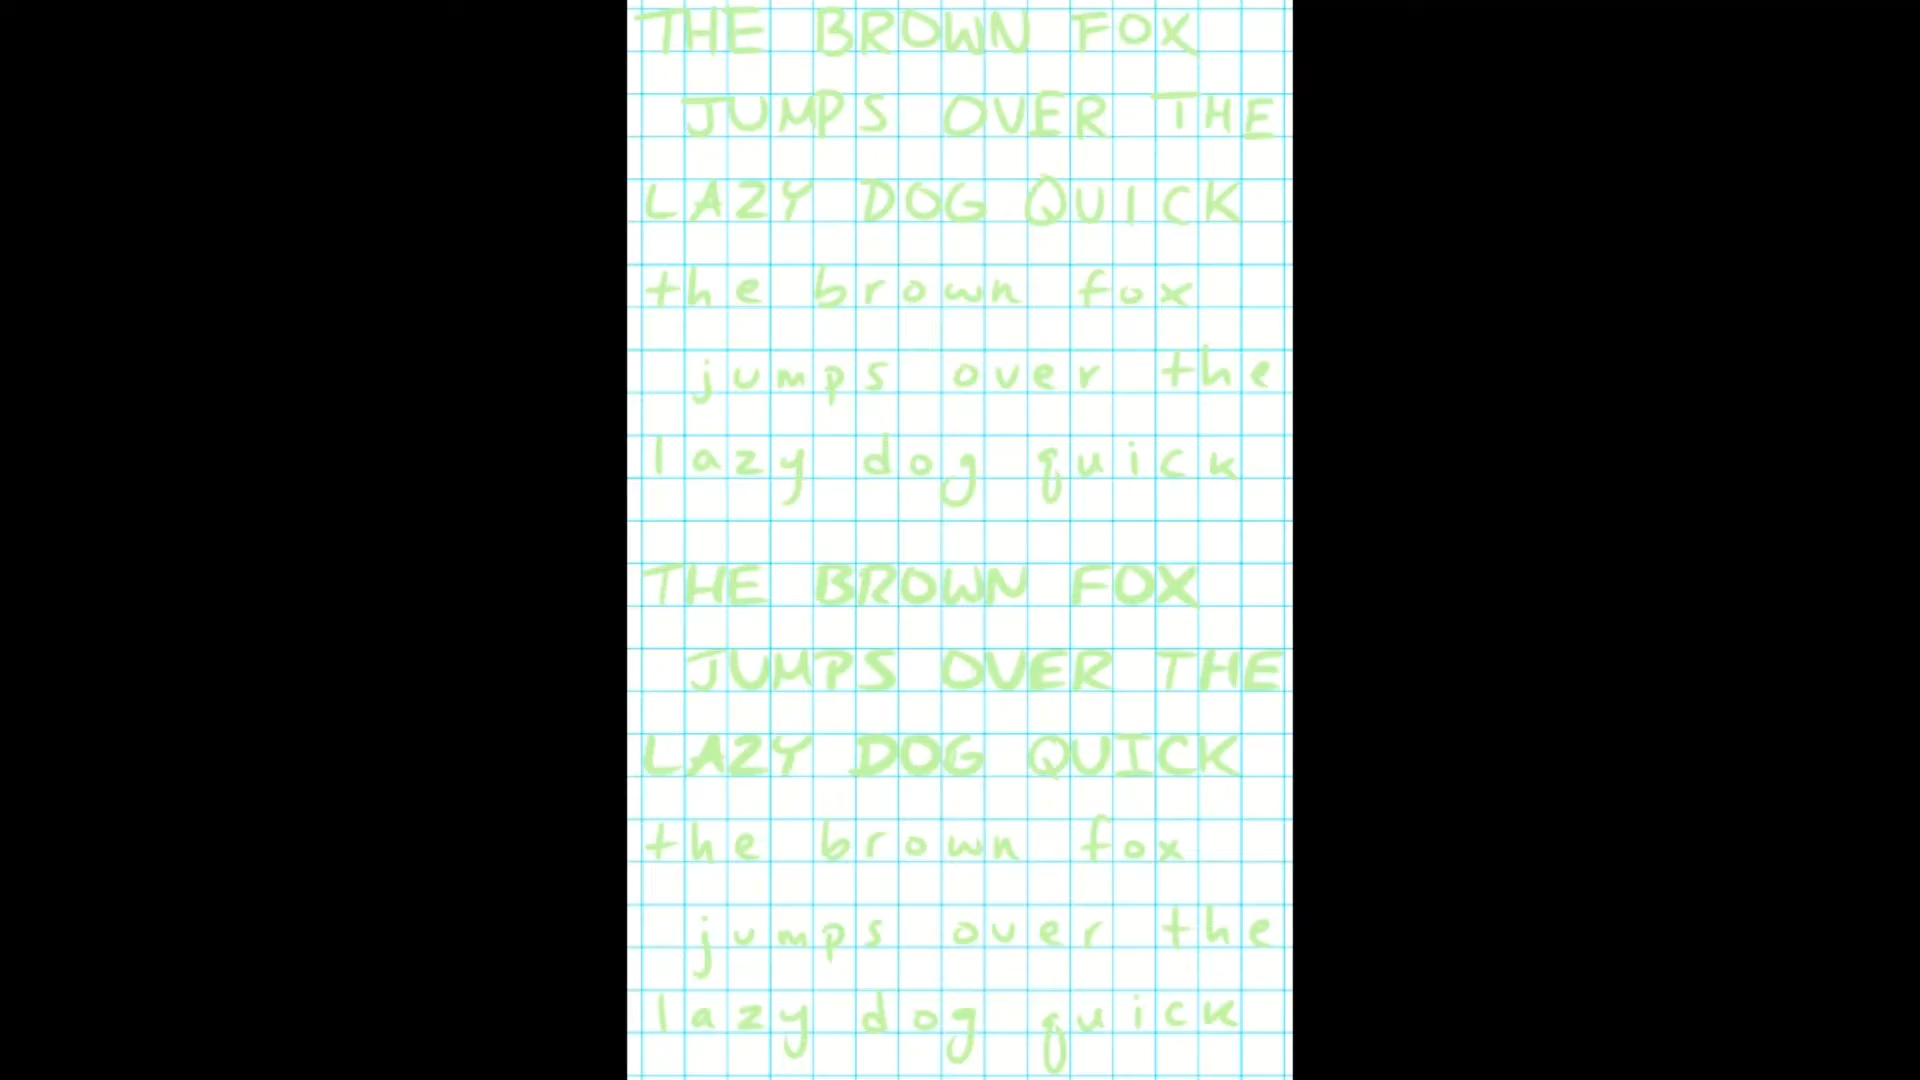 THE BROWN FOX
JUMPS OVER THE
LAZY DOG QUICK
the brown fox
jumps over the
lazy dog quick
THE BROWN FOX
JUMPS OVER THE
LAZY DOG QUICK
the brown fox
jumps over the
lazy dog quick